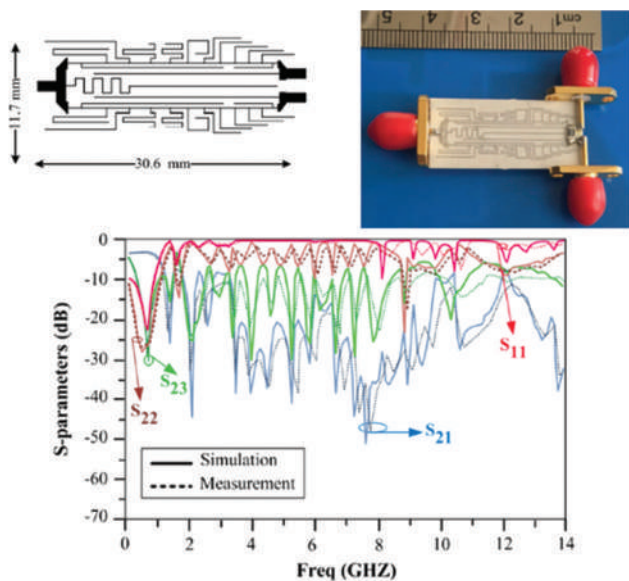 11.7 mm
30.6 mm
5 4 3 2 cm1
S-parameters (dB)
0
-10
-20
-30
-40
-50
-60
-70
S23
S22
S11
S21
Simulation
Measurement
0 2 4 6 8 10 12 14
Freq (GHZ)